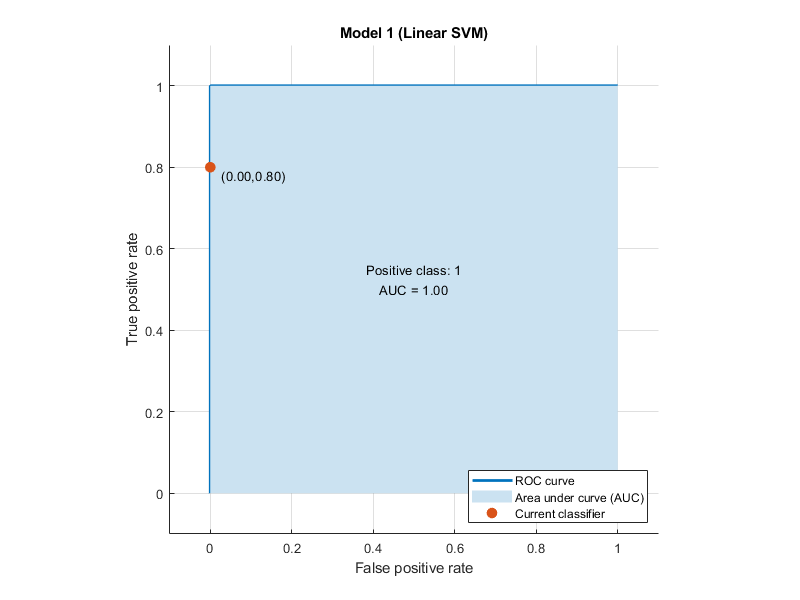 Model 1 (Linear SVM)
1
0.8
(0.00,0.80)
0.6
Positive class: 1
AUC = 1.00
0.4
0.2
0
True positive rate
ROC curve
Area under curve (AUC)
Current classifier
0 0.2 0.4 0.6 0.8 1
False positive rate